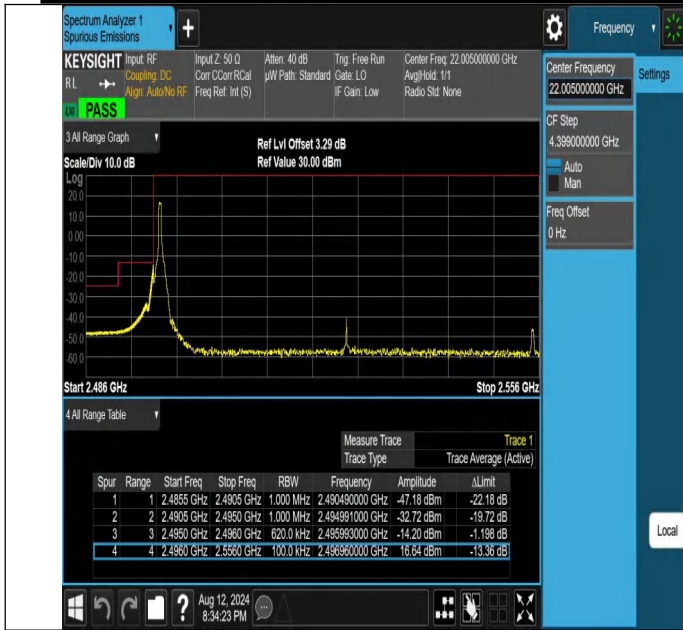 Spectrum Analyzer 1
Spurious Emissions
Frequency
KEYSIGHT Input: RF Input Z: 50 Ω Atten: 40 dB Trig: Free Run Center Freq: 22.005000000 GHz
RL Coupling: DC Corr CCorr RCal µW Path: Standard Gate: LO Avg|Hold: 1/1
Align: Auto/No RF Freq Ref: Int (S) IF Gain: Low Radio Std: None
PASS
Center Frequency
22.005000000 GHz
Settings
CF Step
4.399000000 GHz
Auto
Man
Freq Offset
0 Hz
Local
3 All Range Graph
Ref Lvl Offset 3.29 dB
Scale/Div 10.0 dB Ref Value 30.00 dBm
Log
20.0
10.0
0.00
-10.0
-20.0
-30.0
-40.0
-50.0
-60.0
Start 2.486 GHz Stop 2.556 GHz
4 All Range Table
Measure Trace Trace 1
Trace Type Trace Average (Active)
Spur Range Start Freq Stop Freq RBW Frequency Amplitude ΔLimit
1 1 2.4855 GHz 2.4905 GHz 1.000 MHz 2.490490000 GHz -47.18 dBm -22.18 dB
2 2 2.4905 GHz 2.4950 GHz 1.000 MHz 2.494991000 GHz -32.72 dBm -19.72 dB
3 3 2.4950 GHz 2.4960 GHz 620.0 kHz 2.495993000 GHz -14.20 dBm -1.198 dB
4 4 2.4960 GHz 2.5560 GHz 100.0 kHz 2.496960000 GHz 16.64 dBm -13.36 dB
Aug 12, 2024
8:34:23 PM